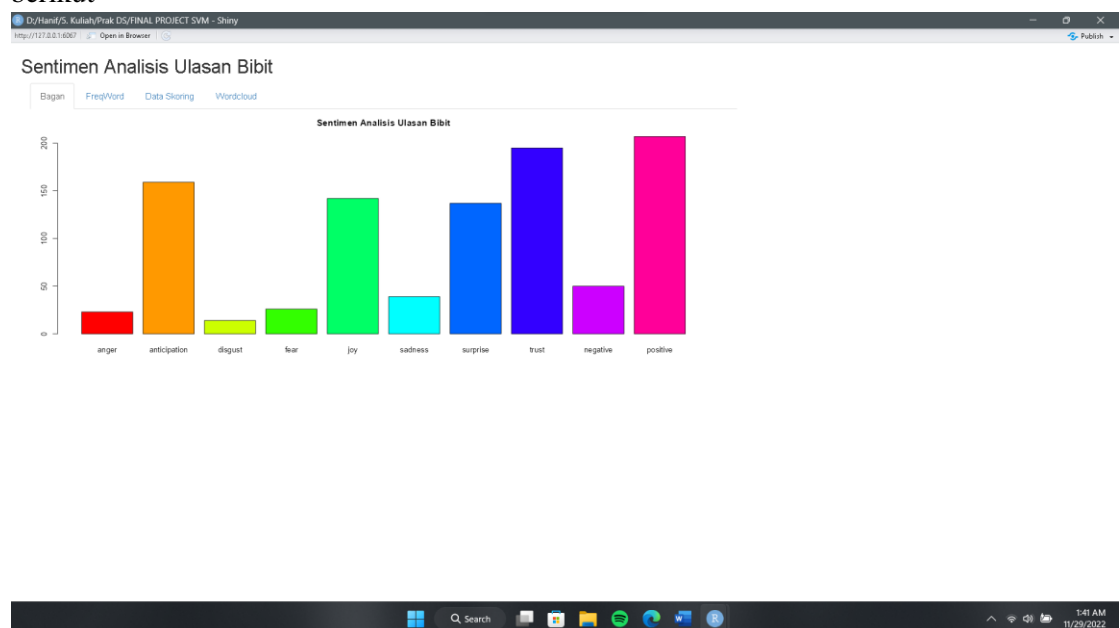 berikut
D:/Hanif/5. Kuliah/Prak DS/FINAL PROJECT SVM - Shiny
http://127.0.0.1:6067 Open in Browser Publish
Sentimen Analisis Ulasan Bibit
Bagan FreqWord Data Skoring Wordcloud
Sentimen Analisis Ulasan Bibit
200
150
100
50
0
anger anticipation disgust fear joy sadness surprise trust negative positive
Search
1:41 AM
11/29/2022